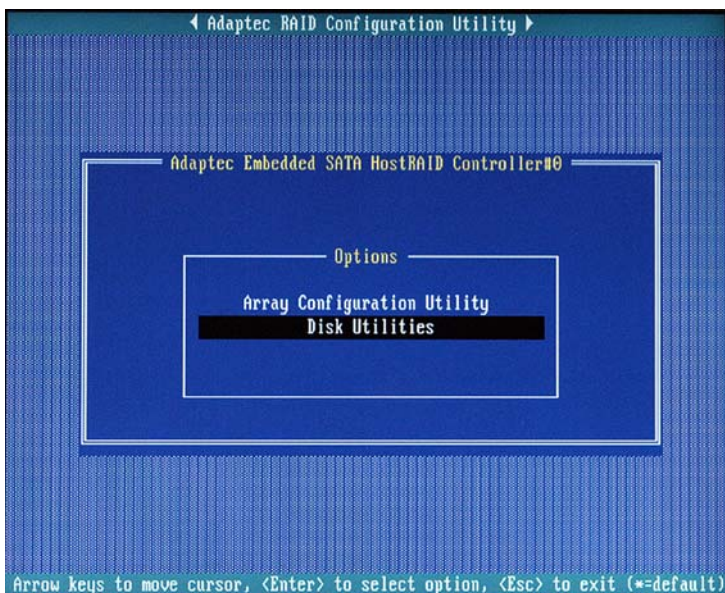 Adaptec RAID Configuration Utility
Adaptec Embedded SATA HostRAID Controller#0
Options
Array Configuration Utility
Disk Utilities
Arrow keys to move cursor, <Enter> to select option, <Esc> to exit (*=default)